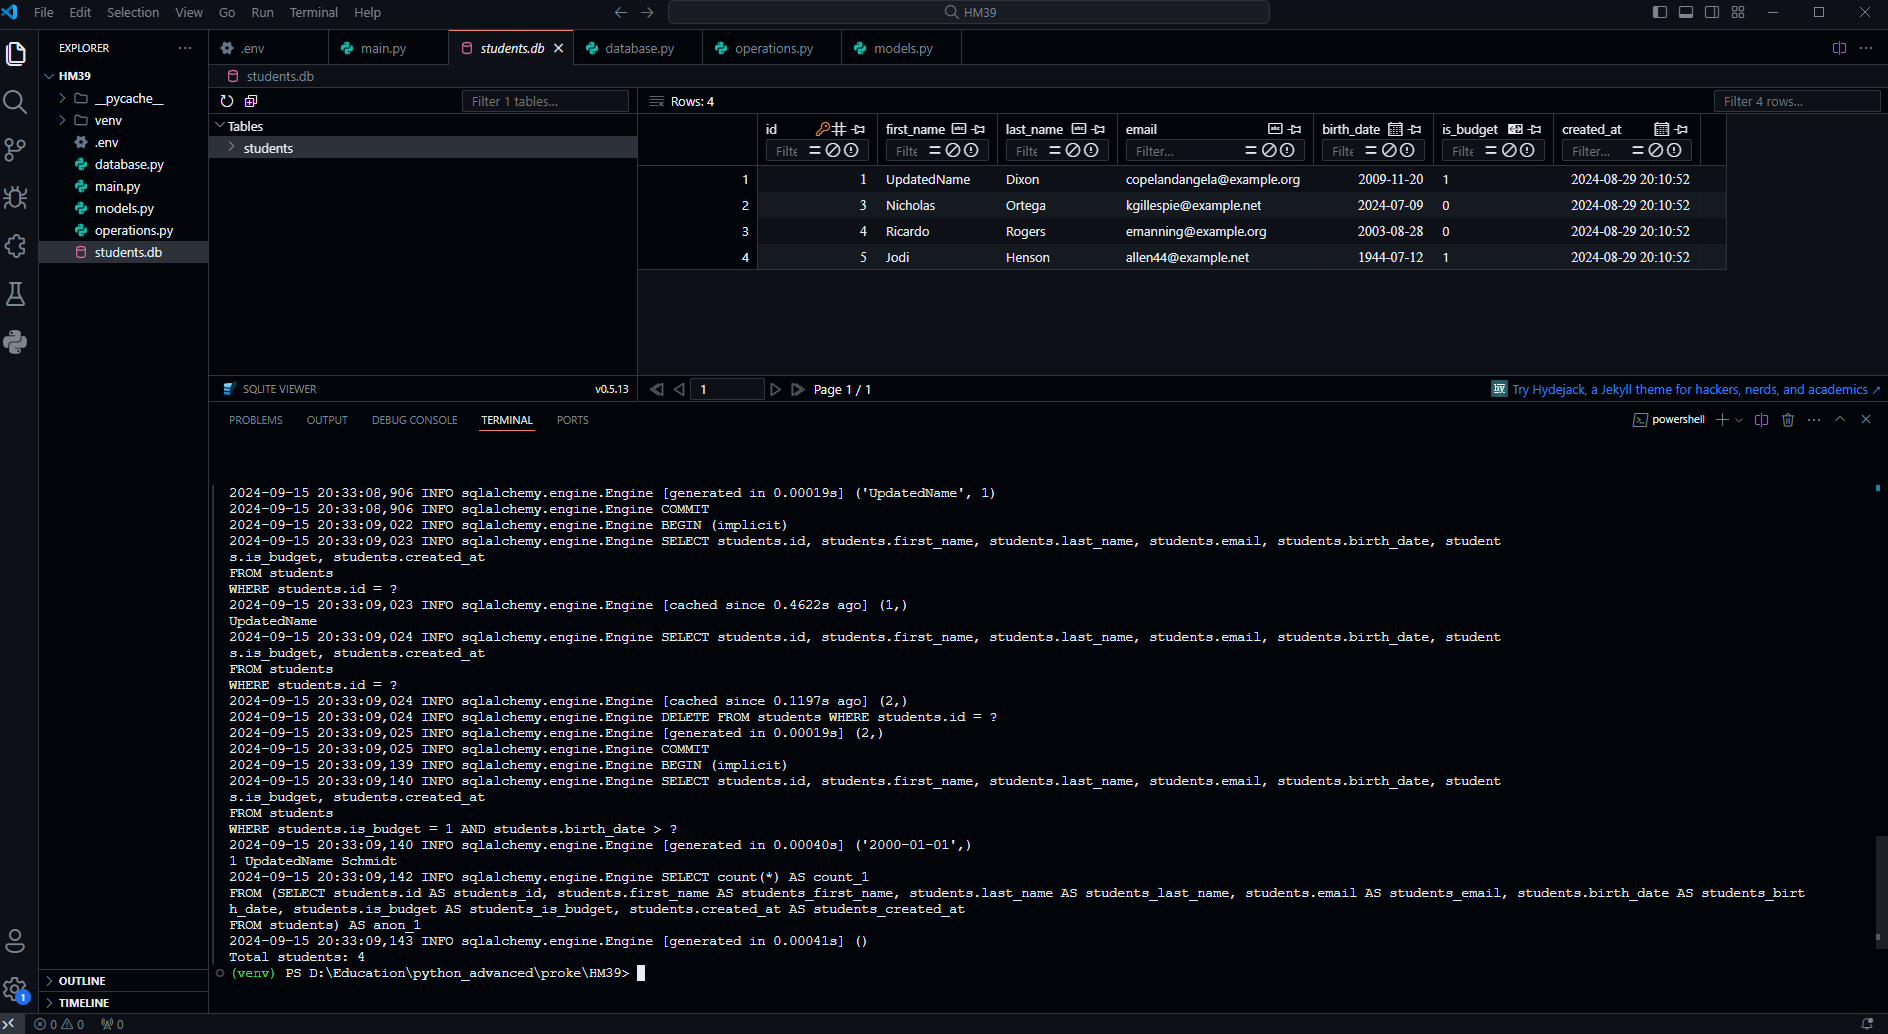 File Edit Selection View Go Run Terminal Help
HM39
EXPLORER
HM39
__pycache__
venv
.env
database.py
main.py
models.py
operations.py
students.db
OUTLINE
TIMELINE
.env main.py students.db database.py operations.py models.py
students.db
Filter 1 tables...
Tables
students
SQLITE VIEWER v0.5.13
Rows: 4 Filter 4 rows...
id first_name last_name email birth_date is_budget created_at
Filte Filte Filte Filter... Filte Filte Filter...
1 1 UpdatedName Dixon copelandangela@example.org 2009-11-20 1 2024-08-29 20:10:52
2 3 Nicholas Ortega kgillespie@example.net 2024-07-09 0 2024-08-29 20:10:52
3 4 Ricardo Rogers emanning@example.org 2003-08-28 0 2024-08-29 20:10:52
4 5 Jodi Henson allen44@example.net 1944-07-12 1 2024-08-29 20:10:52
1 Page 1 / 1
hy Try Hydejack, a Jekyll theme for hackers, nerds, and academics ↗
PROBLEMS OUTPUT DEBUG CONSOLE TERMINAL PORTS
powershell
2024-09-15 20:33:08,906 INFO sqlalchemy.engine.Engine [generated in 0.00019s] ('UpdatedName', 1)
2024-09-15 20:33:08,906 INFO sqlalchemy.engine.Engine COMMIT
2024-09-15 20:33:09,022 INFO sqlalchemy.engine.Engine BEGIN (implicit)
2024-09-15 20:33:09,023 INFO sqlalchemy.engine.Engine SELECT students.id, students.first_name, students.last_name, students.email, students.birth_date, student
s.is_budget, students.created_at
FROM students
WHERE students.id = ?
2024-09-15 20:33:09,023 INFO sqlalchemy.engine.Engine [cached since 0.4622s ago] (1,)
UpdatedName
2024-09-15 20:33:09,024 INFO sqlalchemy.engine.Engine SELECT students.id, students.first_name, students.last_name, students.email, students.birth_date, student
s.is_budget, students.created_at
FROM students
WHERE students.id = ?
2024-09-15 20:33:09,024 INFO sqlalchemy.engine.Engine [cached since 0.1197s ago] (2,)
2024-09-15 20:33:09,024 INFO sqlalchemy.engine.Engine DELETE FROM students WHERE students.id = ?
2024-09-15 20:33:09,025 INFO sqlalchemy.engine.Engine [generated in 0.00019s] (2,)
2024-09-15 20:33:09,025 INFO sqlalchemy.engine.Engine COMMIT
2024-09-15 20:33:09,139 INFO sqlalchemy.engine.Engine BEGIN (implicit)
2024-09-15 20:33:09,140 INFO sqlalchemy.engine.Engine SELECT students.id, students.first_name, students.last_name, students.email, students.birth_date, student
s.is_budget, students.created_at
FROM students
WHERE students.is_budget = 1 AND students.birth_date > ?
2024-09-15 20:33:09,140 INFO sqlalchemy.engine.Engine [generated in 0.00040s] ('2000-01-01',)
1 UpdatedName Schmidt
2024-09-15 20:33:09,142 INFO sqlalchemy.engine.Engine SELECT count(*) AS count_1
FROM (SELECT students.id AS students_id, students.first_name AS students_first_name, students.last_name AS students_last_name, students.email AS students_email, students.birth_date AS students_birt
h_date, students.is_budget AS students_is_budget, students.created_at AS students_created_at
FROM students) AS anon_1
2024-09-15 20:33:09,143 INFO sqlalchemy.engine.Engine [generated in 0.00041s] ()
Total students: 4
(venv) PS D:\Education\python_advanced\proke\HM39>
1
0 0 0